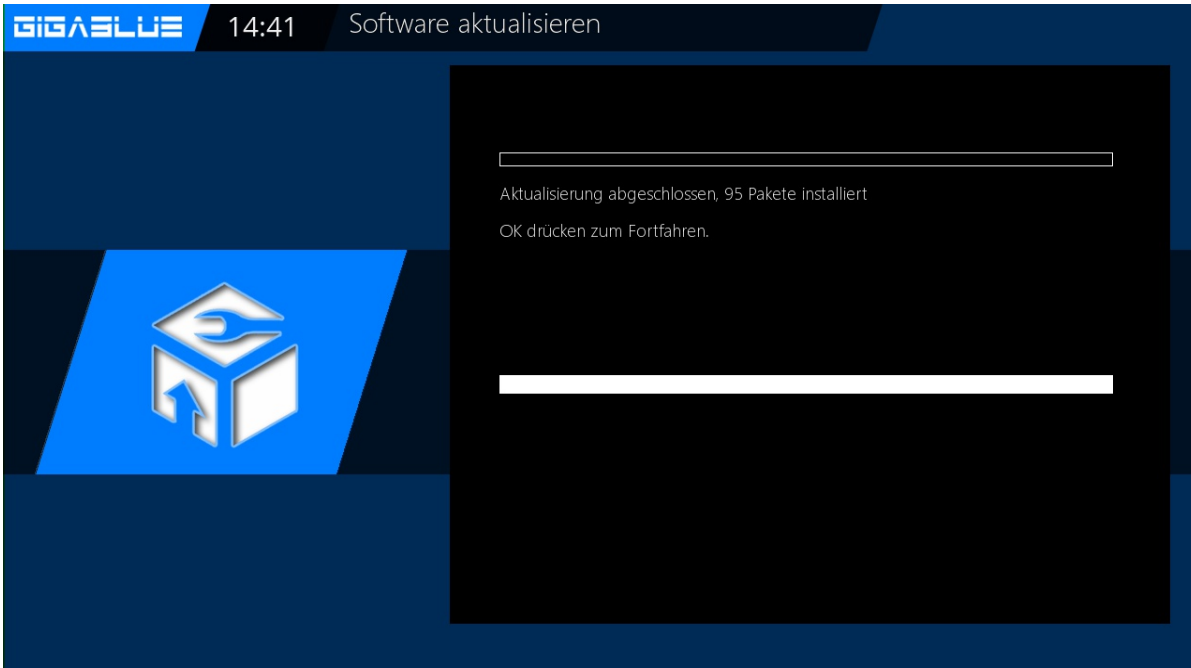 GIGABLUE
14:41
Software aktualisieren
Aktualisierung abgeschlossen, 95 Pakete installiert
OK drücken zum Fortfahren.